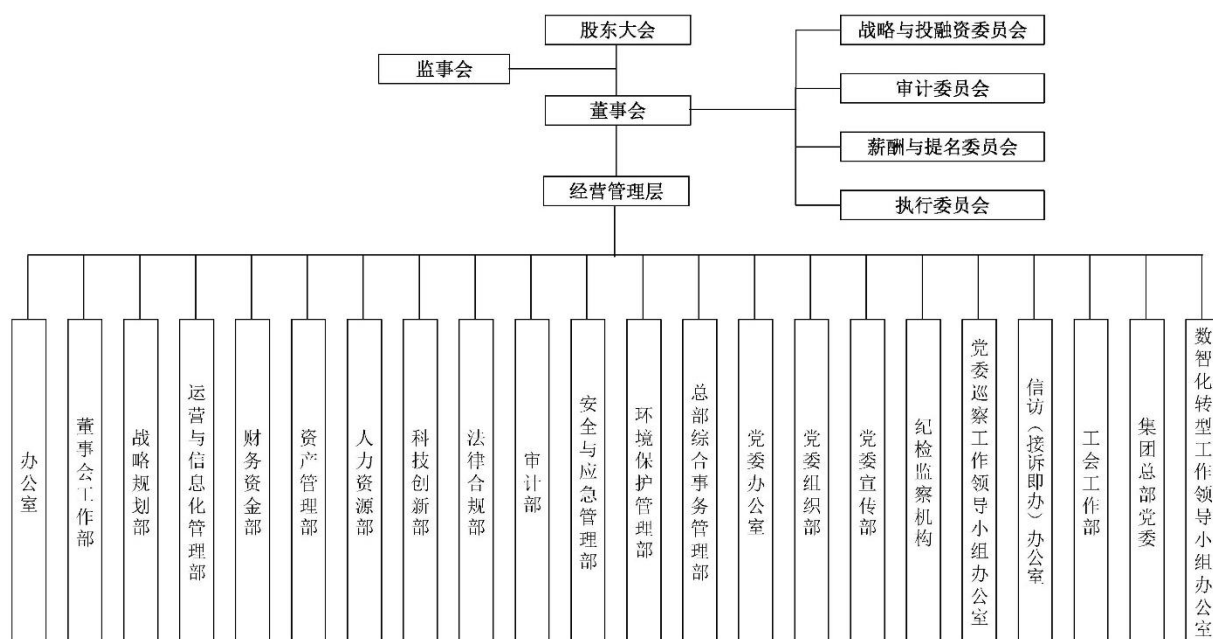 股东大会
战略与投融资委员会
监事会
审计委员会
董事会
薪酬与提名委员会
经营管理层
执行委员会
办公室
董事会工作部
战略规划部
运营与信息化管理部
财务资金部
资产管理部
人力资源部
科技创新部
法律合规部
审计部
安全与应急管理部
环境保护管理部
总部综合事务管理部
党委办公室
党委组织部
党委宣传部
纪检监察机构
党委巡察工作领导小组办公室
信访（接诉即办）办公室
工会工作部
集团总部党委
数智化转型工作领导小组办公室